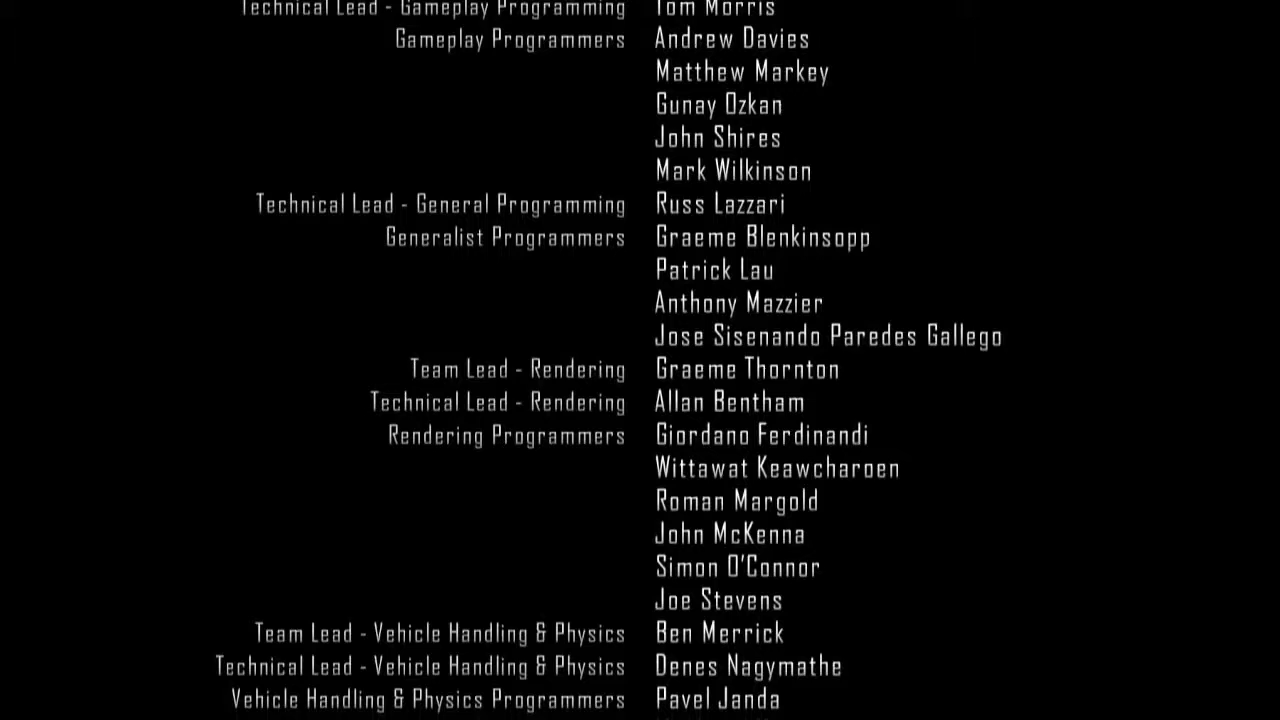 Technical Lead - Gameplay Programming Tom Morris
Gameplay Programmers Andrew Davies
Matthew Markey
Gunay Ozkan
John Shires
Mark Wilkinson
Technical Lead - General Programming Russ Lazzari
Generalist Programmers Graeme Blenkinsopp
Patrick Lau
Anthony Mazzier
Jose Sisenando Paredes Gallego
Team Lead - Rendering Graeme Thornton
Technical Lead - Rendering Allan Bentham
Rendering Programmers Giordano Ferdinandi
Wittawat Keawcharoen
Roman Margold
John McKenna
Simon O'Connor
Joe Stevens
Team Lead - Vehicle Handling & Physics Ben Merrick
Technical Lead - Vehicle Handling & Physics Denes Nagymathe
Vehicle Handling & Physics Programmers Pavel Janda